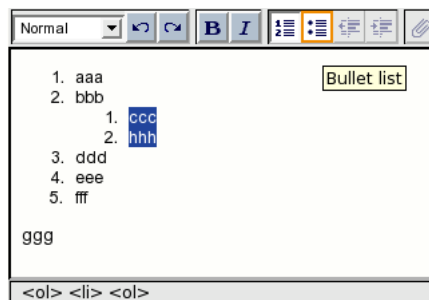 Normal B I
Bullet list
1. aaa
2. bbb
1. ccc
2. hhh
3. ddd
4. eee
5. fff
ggg
<ol> <li> <ol>